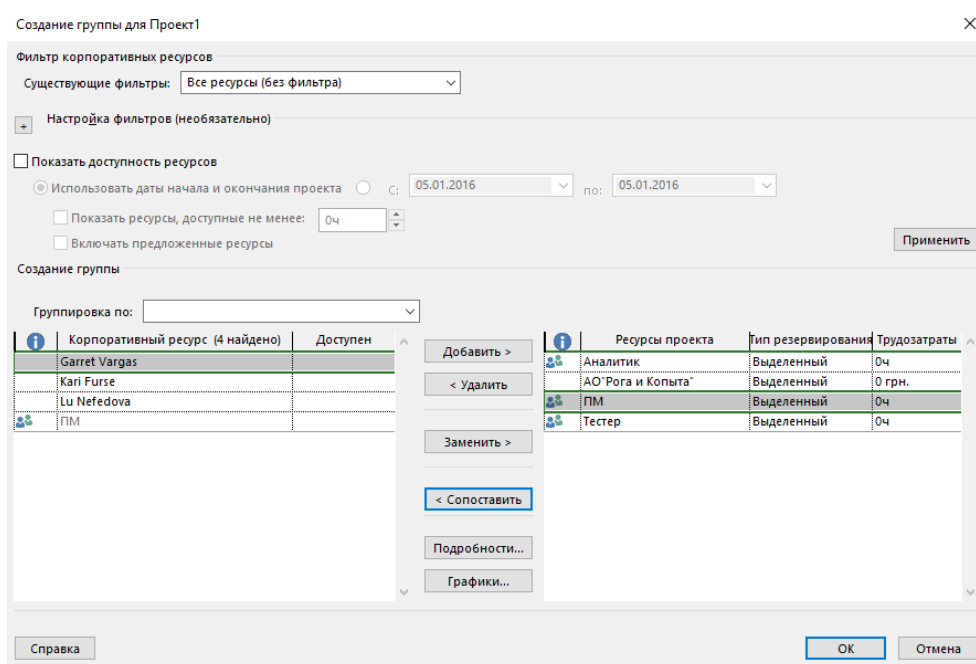 Создание группы для Проект1
Фильтр корпоративных ресурсов
Существующие фильтры: Все ресурсы (без фильтра)
+ Настройка фильтров (необязательно)
Показать доступность ресурсов
Использовать даты начала и окончания проекта С: 05.01.2016 по: 05.01.2016
Показать ресурсы, доступные не менее: 0ч
Включать предложенные ресурсы
Применить
Создание группы
Группировка по:
Корпоративный ресурс (4 найдено) Доступен
Garret Vargas
Kari Furse
Lu Nefedova
ПМ
Добавить >
< Удалить
Заменить >
< Сопоставить
Подробности...
Графики...
Ресурсы проекта Тип резервирования Трудозатраты
Аналитик Выделенный 0ч
АО"Рога и Копыта" Выделенный 0 грн.
ПМ Выделенный 0ч
Тестер Выделенный 0ч
Справка ОК Отмена